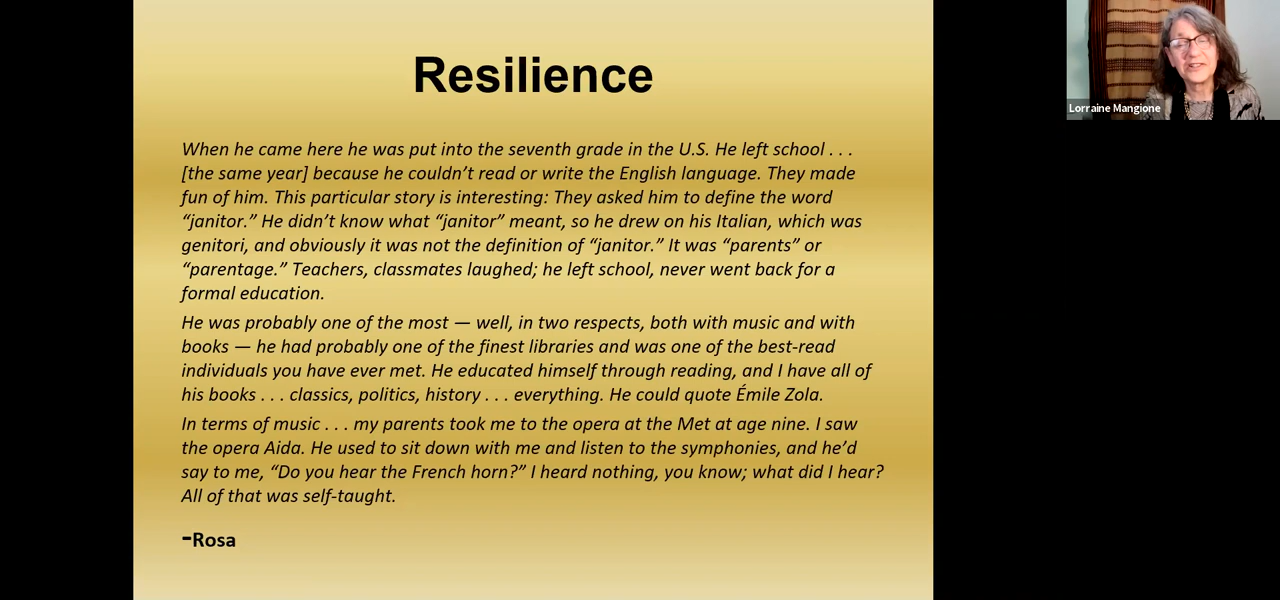 Resilience
When he came here he was put into the seventh grade in the U.S. He left school . . .
[the same year] because he couldn’t read or write the English language. They made
fun of him. This particular story is interesting: They asked him to define the word
“janitor.” He didn’t know what “janitor” meant, so he drew on his Italian, which was
genitori, and obviously it was not the definition of “janitor.” It was “parents” or
“parentage.” Teachers, classmates laughed; he left school, never went back for a
formal education.
He was probably one of the most — well, in two respects, both with music and with
books — he had probably one of the finest libraries and was one of the best-read
individuals you have ever met. He educated himself through reading, and I have all of
his books . . . classics, politics, history . . . everything. He could quote Émile Zola.
In terms of music . . . my parents took me to the opera at the Met at age nine. I saw
the opera Aida. He used to sit down with me and listen to the symphonies, and he’d
say to me, “Do you hear the French horn?” I heard nothing, you know; what did I hear?
All of that was self-taught.
-Rosa
Lorraine Mangione